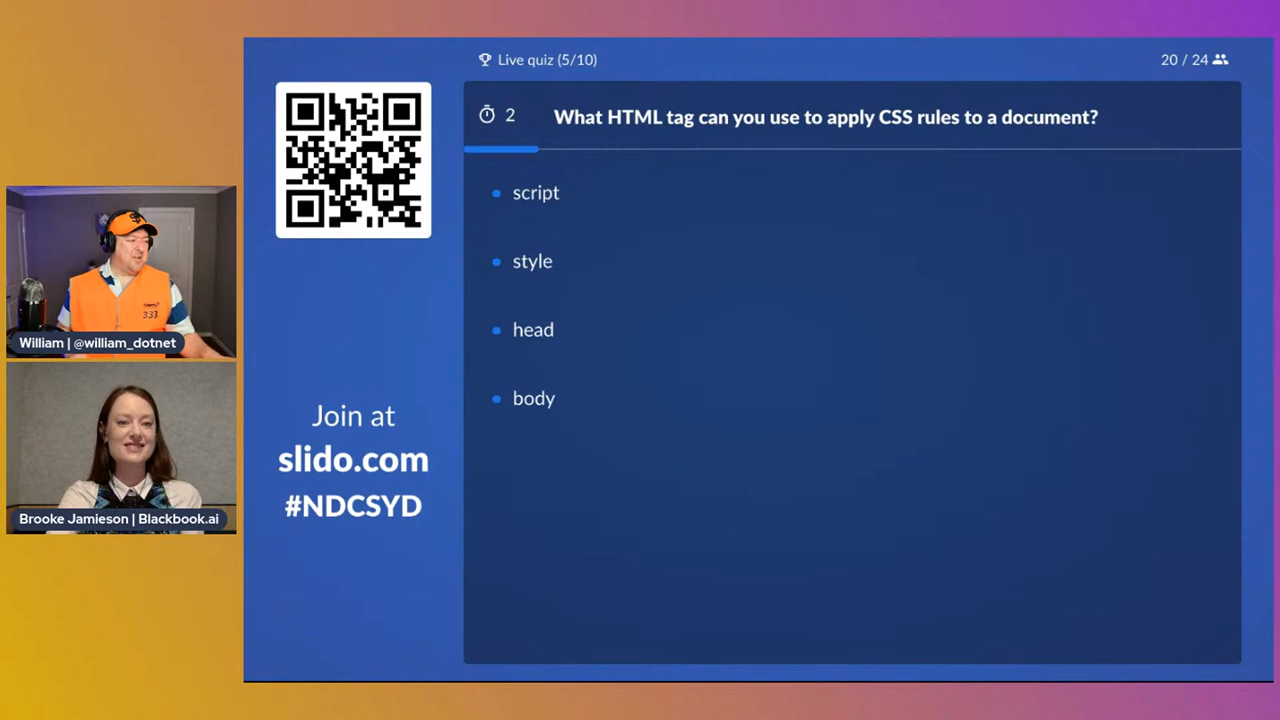 Live quiz (5/10)
20 / 24
2
What HTML tag can you use to apply CSS rules to a document?
script
style
head
body
Join at
slido.com
#NDCSYD
333
William | @william_dotnet
Brooke Jamieson | Blackbook.ai